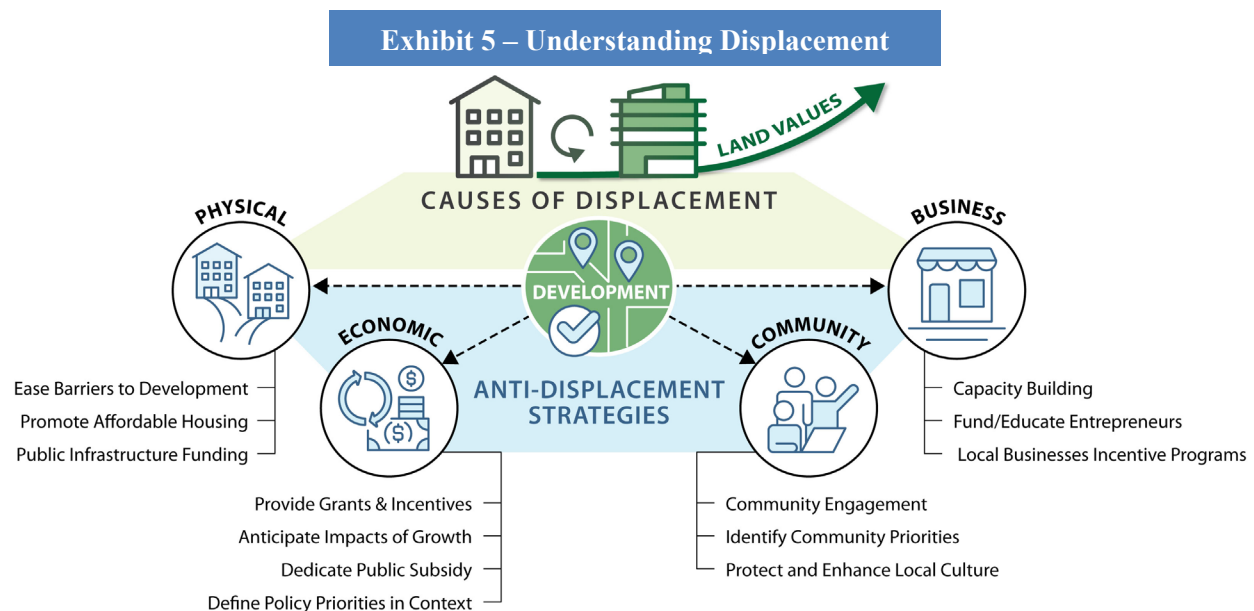 Exhibit 5 – Understanding Displacement
LAND VALUES
CAUSES OF DISPLACEMENT
PHYSICAL
BUSINESS
DEVELOPMENT
ECONOMIC
COMMUNITY
ANTI-DISPLACEMENT
STRATEGIES
Ease Barriers to Development
Promote Affordable Housing
Public Infrastructure Funding
Capacity Building
Fund/Educate Entrepreneurs
Local Businesses Incentive Programs
$
($)
Provide Grants & Incentives
Anticipate Impacts of Growth
Dedicate Public Subsidy
Define Policy Priorities in Context
Community Engagement
Identify Community Priorities
Protect and Enhance Local Culture